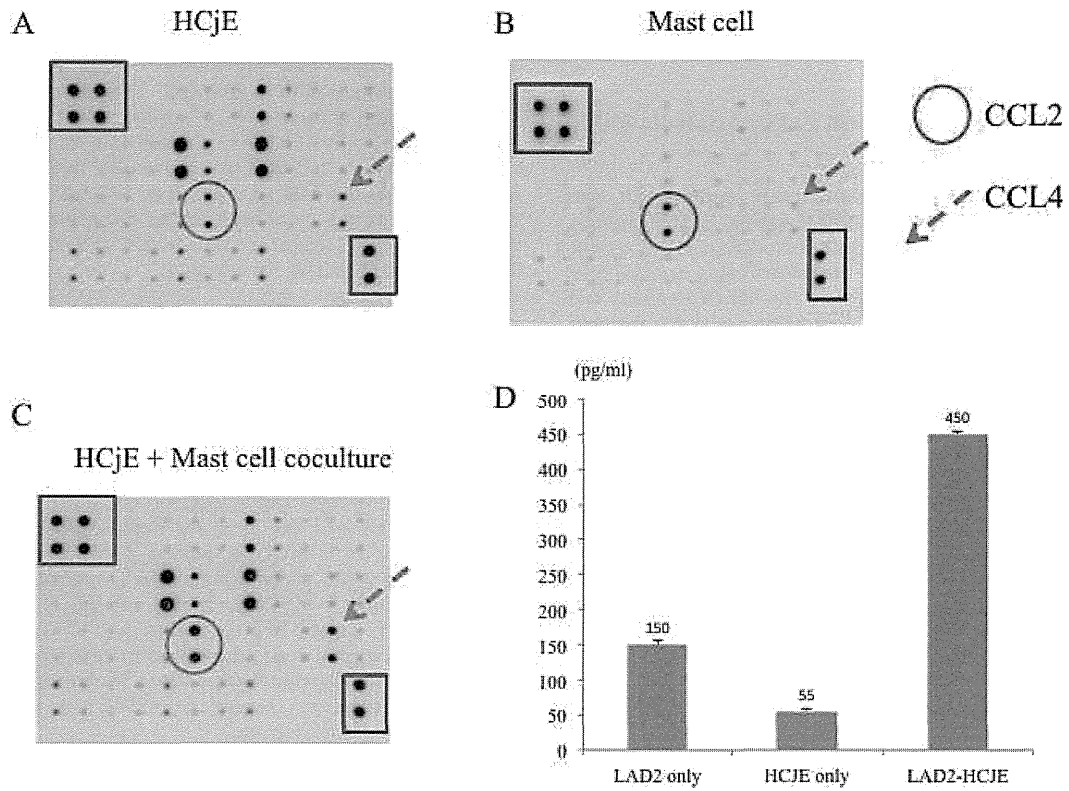 A
HCjE
B
Mast cell
CCL2
CCL4
C
HCjE + Mast cell coculture
D
(pg/ml)
500
450
400
350
300
250
200
150
100
50
0
150
55
450
LAD2 only
HCJE only
LAD2-HCJE